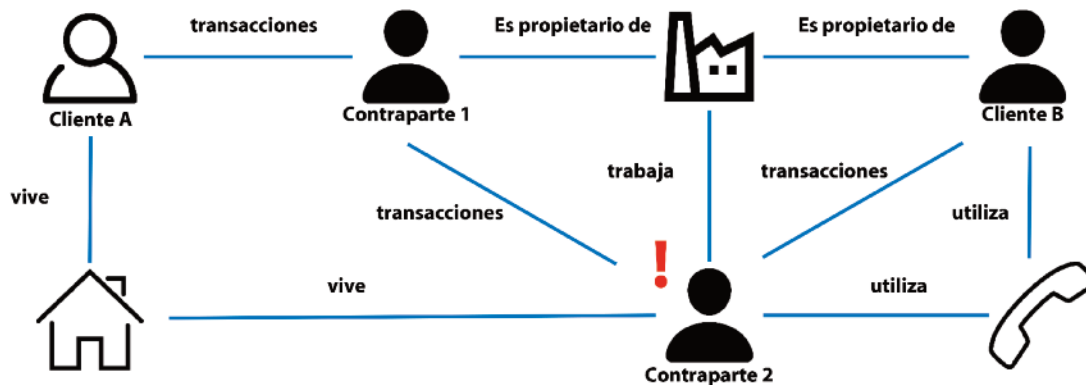 transacciones
Es propietario de
Es propietario de
Cliente A
Contraparte 1
Cliente B
vive
trabaja
transacciones
transacciones
utiliza
!
vive
utiliza
Contraparte 2